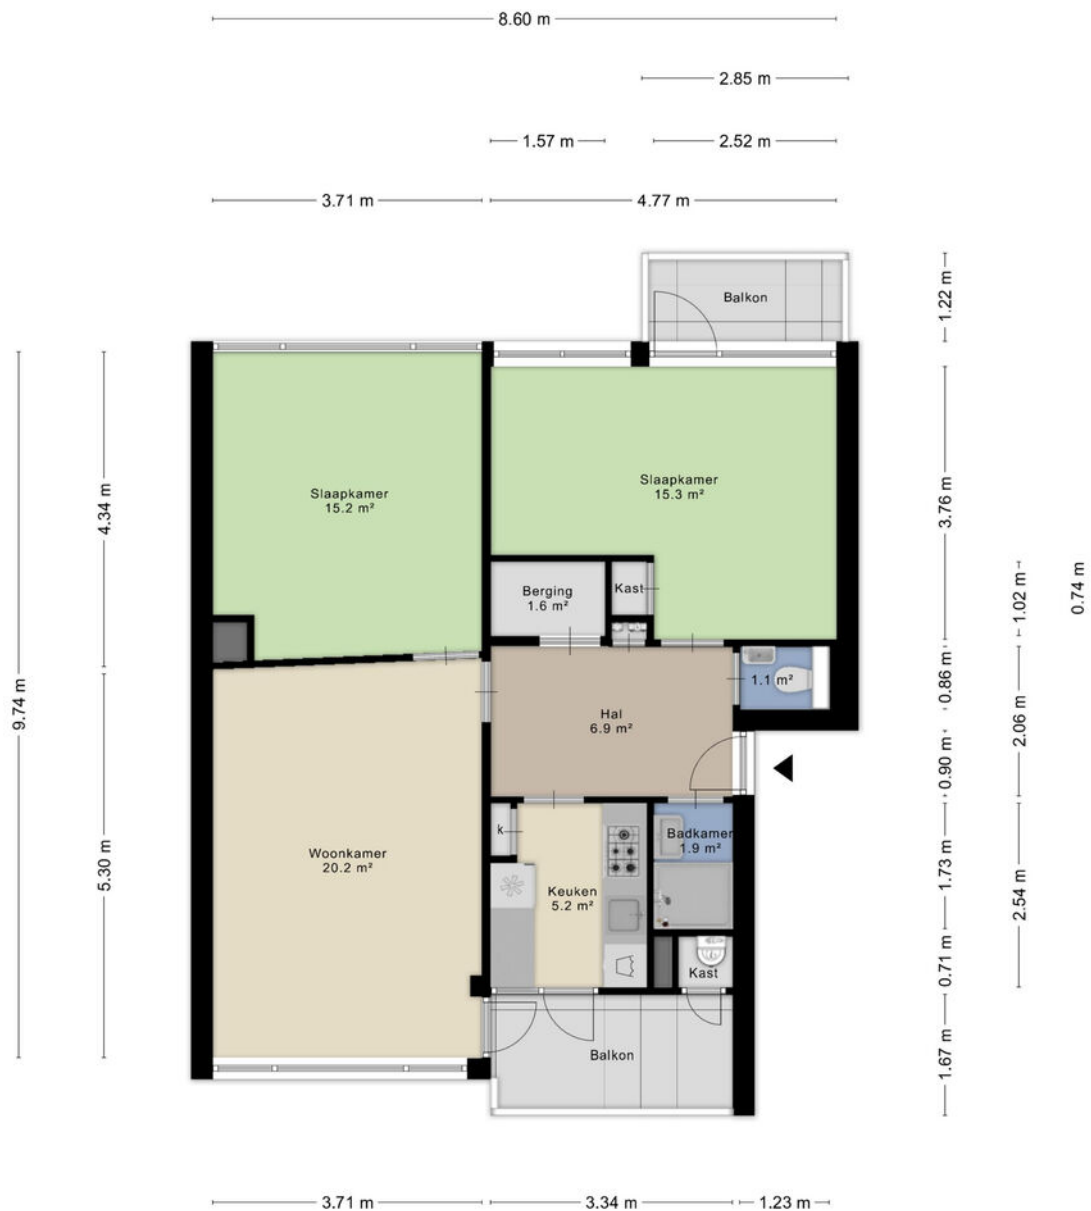 8.60 m
2.85 m
1.57 m
2.52 m
3.71 m
4.77 m
1.22 m
Balkon
9.74 m
4.34 m
Slaapkamer
15.2 m²
Slaapkamer
15.3 m²
3.76 m
Berging
1.6 m²
Kast
1.02 m
0.74 m
0.86 m
1.1 m²
2.06 m
Hal
6.9 m²
0.90 m
5.30 m
Woonkamer
20.2 m²
k
Keuken
5.2 m²
Badkamer
1.9 m²
1.73 m
2.54 m
0.71 m
Kast
Balkon
1.67 m
3.71 m
3.34 m
1.23 m